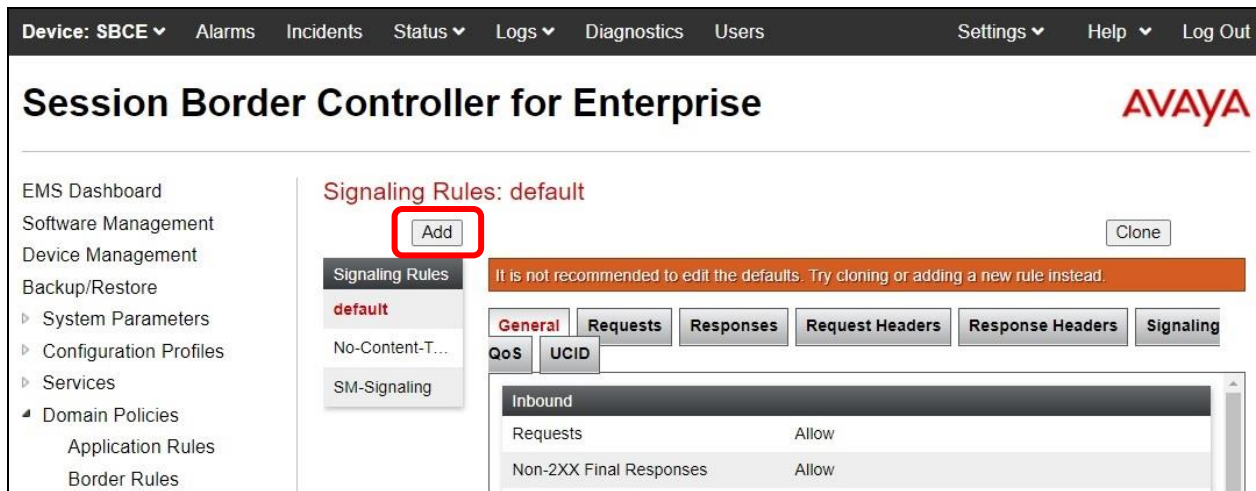 Device: SBCE Alarms Incidents Status Logs Diagnostics Users Settings Help Log Out
Session Border Controller for Enterprise
AVAYA
EMS Dashboard
Software Management
Device Management
Backup/Restore
System Parameters
Configuration Profiles
Services
Domain Policies
Application Rules
Border Rules
Signaling Rules: default
Add
Clone
Signaling Rules
default
No-Content-T...
SM-Signaling
It is not recommended to edit the defaults. Try cloning or adding a new rule instead.
General Requests Responses Request Headers Response Headers Signaling
QoS UCID
Inbound
Requests Allow
Non-2XX Final Responses Allow